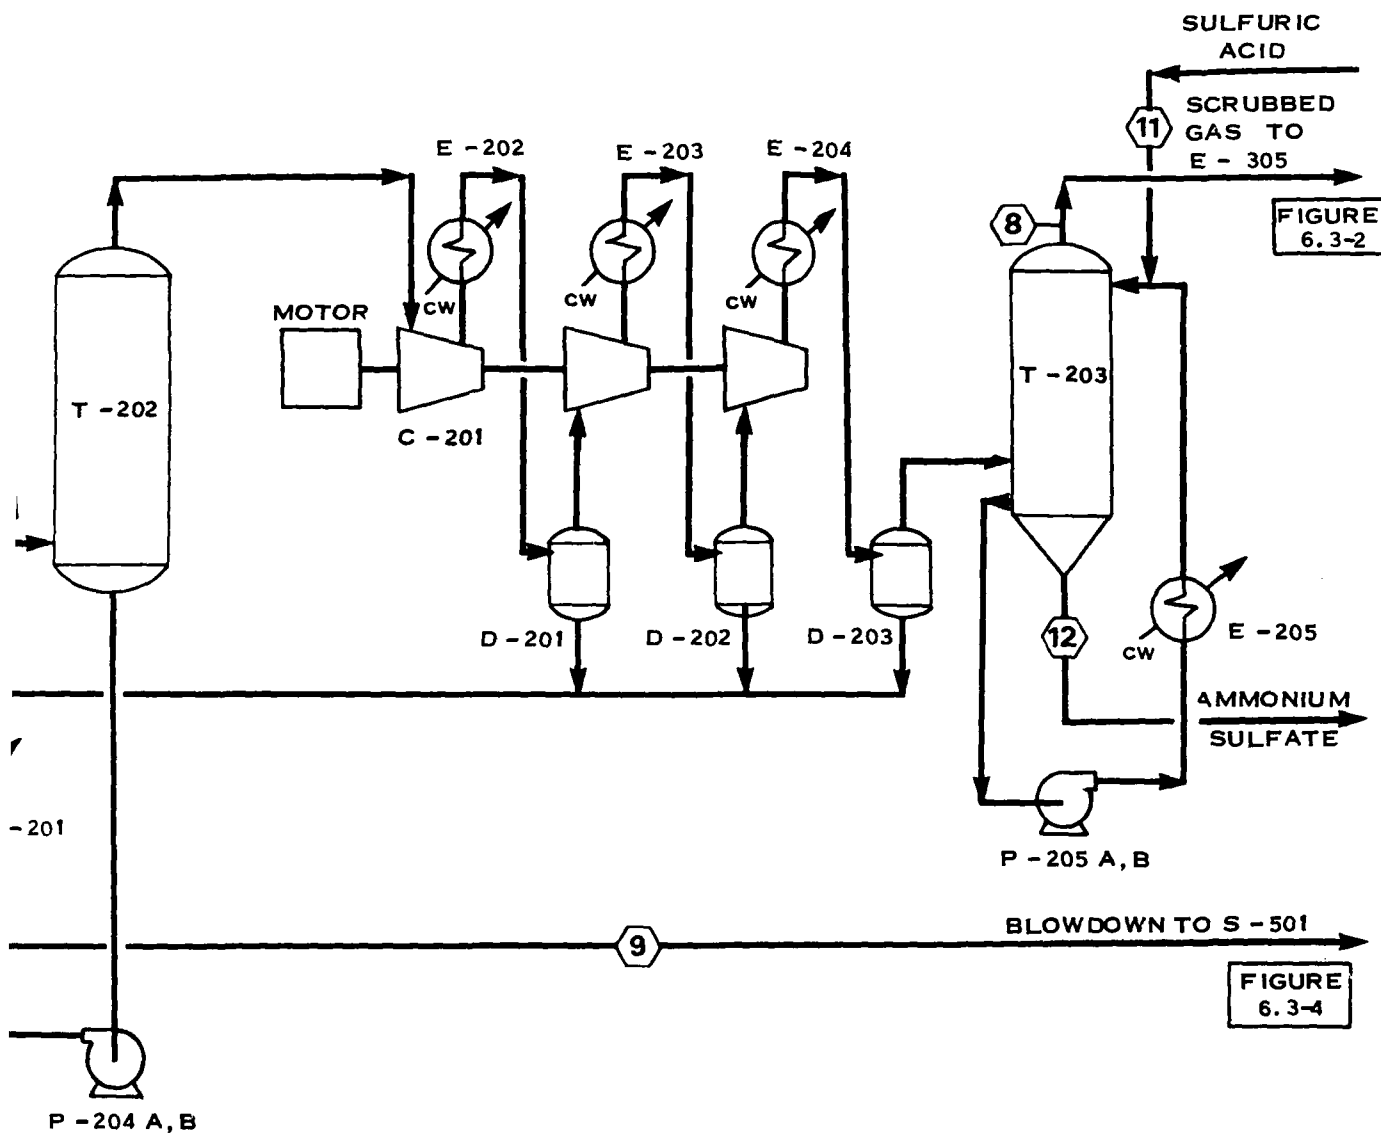 SULFURIC
ACID
11
SCRUBBED
GAS TO
E - 305
E -202
E -203
E -204
8
FIGURE
6.3-2
CW
CW
CW
MOTOR
T -202
T -203
C -201
D -201
D -202
D -203
12
CW
E -205
AMMONIUM
SULFATE
-201
P -205 A, B
9
BLOWDOWN TO S -501
FIGURE
6.3-4
P -204 A, B